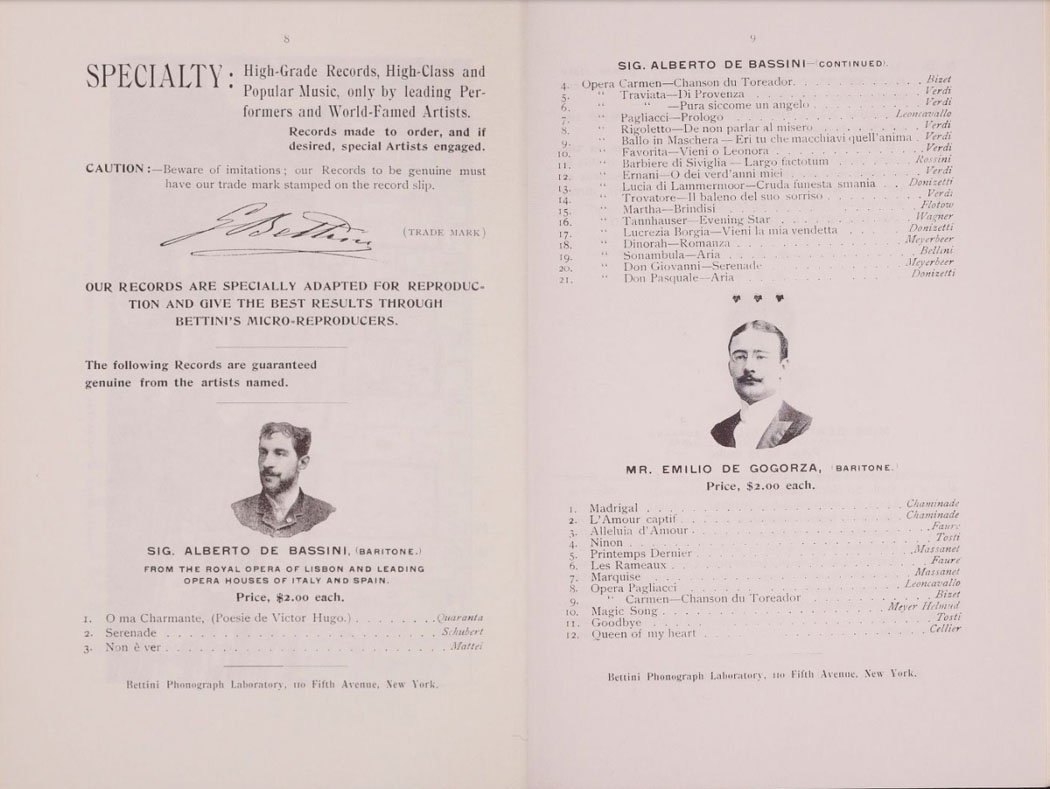 8
SPECIALTY: High-Grade Records, High-Class and
Popular Music, only by leading Per-
formers and World-Famed Artists.
Records made to order, and if
desired, special Artists engaged.
CAUTION:—Beware of imitations; our Records to be genuine must
have our trade mark stamped on the record slip.
G. Bettini (TRADE MARK)
OUR RECORDS ARE SPECIALLY ADAPTED FOR REPRODUC-
TION AND GIVE THE BEST RESULTS THROUGH
BETTINI'S MICRO-REPRODUCERS.
The following Records are guaranteed
genuine from the artists named.
SIG. ALBERTO DE BASSINI, (BARITONE.)
FROM THE ROYAL OPERA OF LISBON AND LEADING
OPERA HOUSES OF ITALY AND SPAIN.
Price, $2.00 each.
1. O ma Charmante, (Poesie de Victor Hugo.) . . . . . . . Quaranta
2. Serenade . . . . . . . Schubert
3. Non è ver . . . . . . . Mattei
Bettini Phonograph Laboratory, 110 Fifth Avenue, New York.
9
SIG. ALBERTO DE BASSINI—(CONTINUED).
4. Opera Carmen—Chanson du Toreador. . . . . . . Bizet
5. " Traviata—Di Provenza . . . . . . . Verdi
6. " " —Pura siccome un angelo . . . . . . . Verdi
7. " Pagliacci—Prologo . . . . . . . Leoncavallo
8. " Rigoletto—De non parlar al misero . . . . . . . Verdi
9. " Ballo in Maschera—Eri tu che macchiavi quell'anima . Verdi
10. " Favorita—Vieni o Leonora . . . . . . . Verdi
11. " Barbiere di Siviglia—Largo factotum . . . . . . . Rossini
12. " Ernani—O dei verd'anni miei . . . . . . . Verdi
13. " Lucia di Lammermoor—Cruda funesta smania . . Donizetti
14. " Trovatore—Il baleno del suo sorriso . . . . . . . Verdi
15. " Martha—Brindisi . . . . . . . Flotow
16. " Tannhauser—Evening Star . . . . . . . Wagner
17. " Lucrezia Borgia—Vieni la mia vendetta . . . . . . . Donizetti
18. " Dinorah—Romanza . . . . . . . Meyerbeer
19. " Sonambula—Aria . . . . . . . Bellini
20. " Don Giovanni—Serenade . . . . . . . Meyerbeer
21. " Don Pasquale—Aria . . . . . . . Donizetti
MR. EMILIO DE GOGORZA, (BARITONE.)
Price, $2.00 each.
1. Madrigal . . . . . . . Chaminade
2. L'Amour captif . . . . . . . Chaminade
3. Alleluia d'Amour . . . . . . . Faure
4. Ninon . . . . . . . Tosti
5. Printemps Dernier . . . . . . . Massanet
6. Les Rameaux . . . . . . . Faure
7. Marquise . . . . . . . Massanet
8. Opera Pagliacci . . . . . . . Leoncavallo
9. " Carmen—Chanson du Toreador . . . . . . . Bizet
10. Magic Song . . . . . . . Meyer Helmud
11. Goodbye . . . . . . . Tosti
12. Queen of my heart . . . . . . . Cellier
Bettini Phonograph Laboratory, 110 Fifth Avenue, New York.